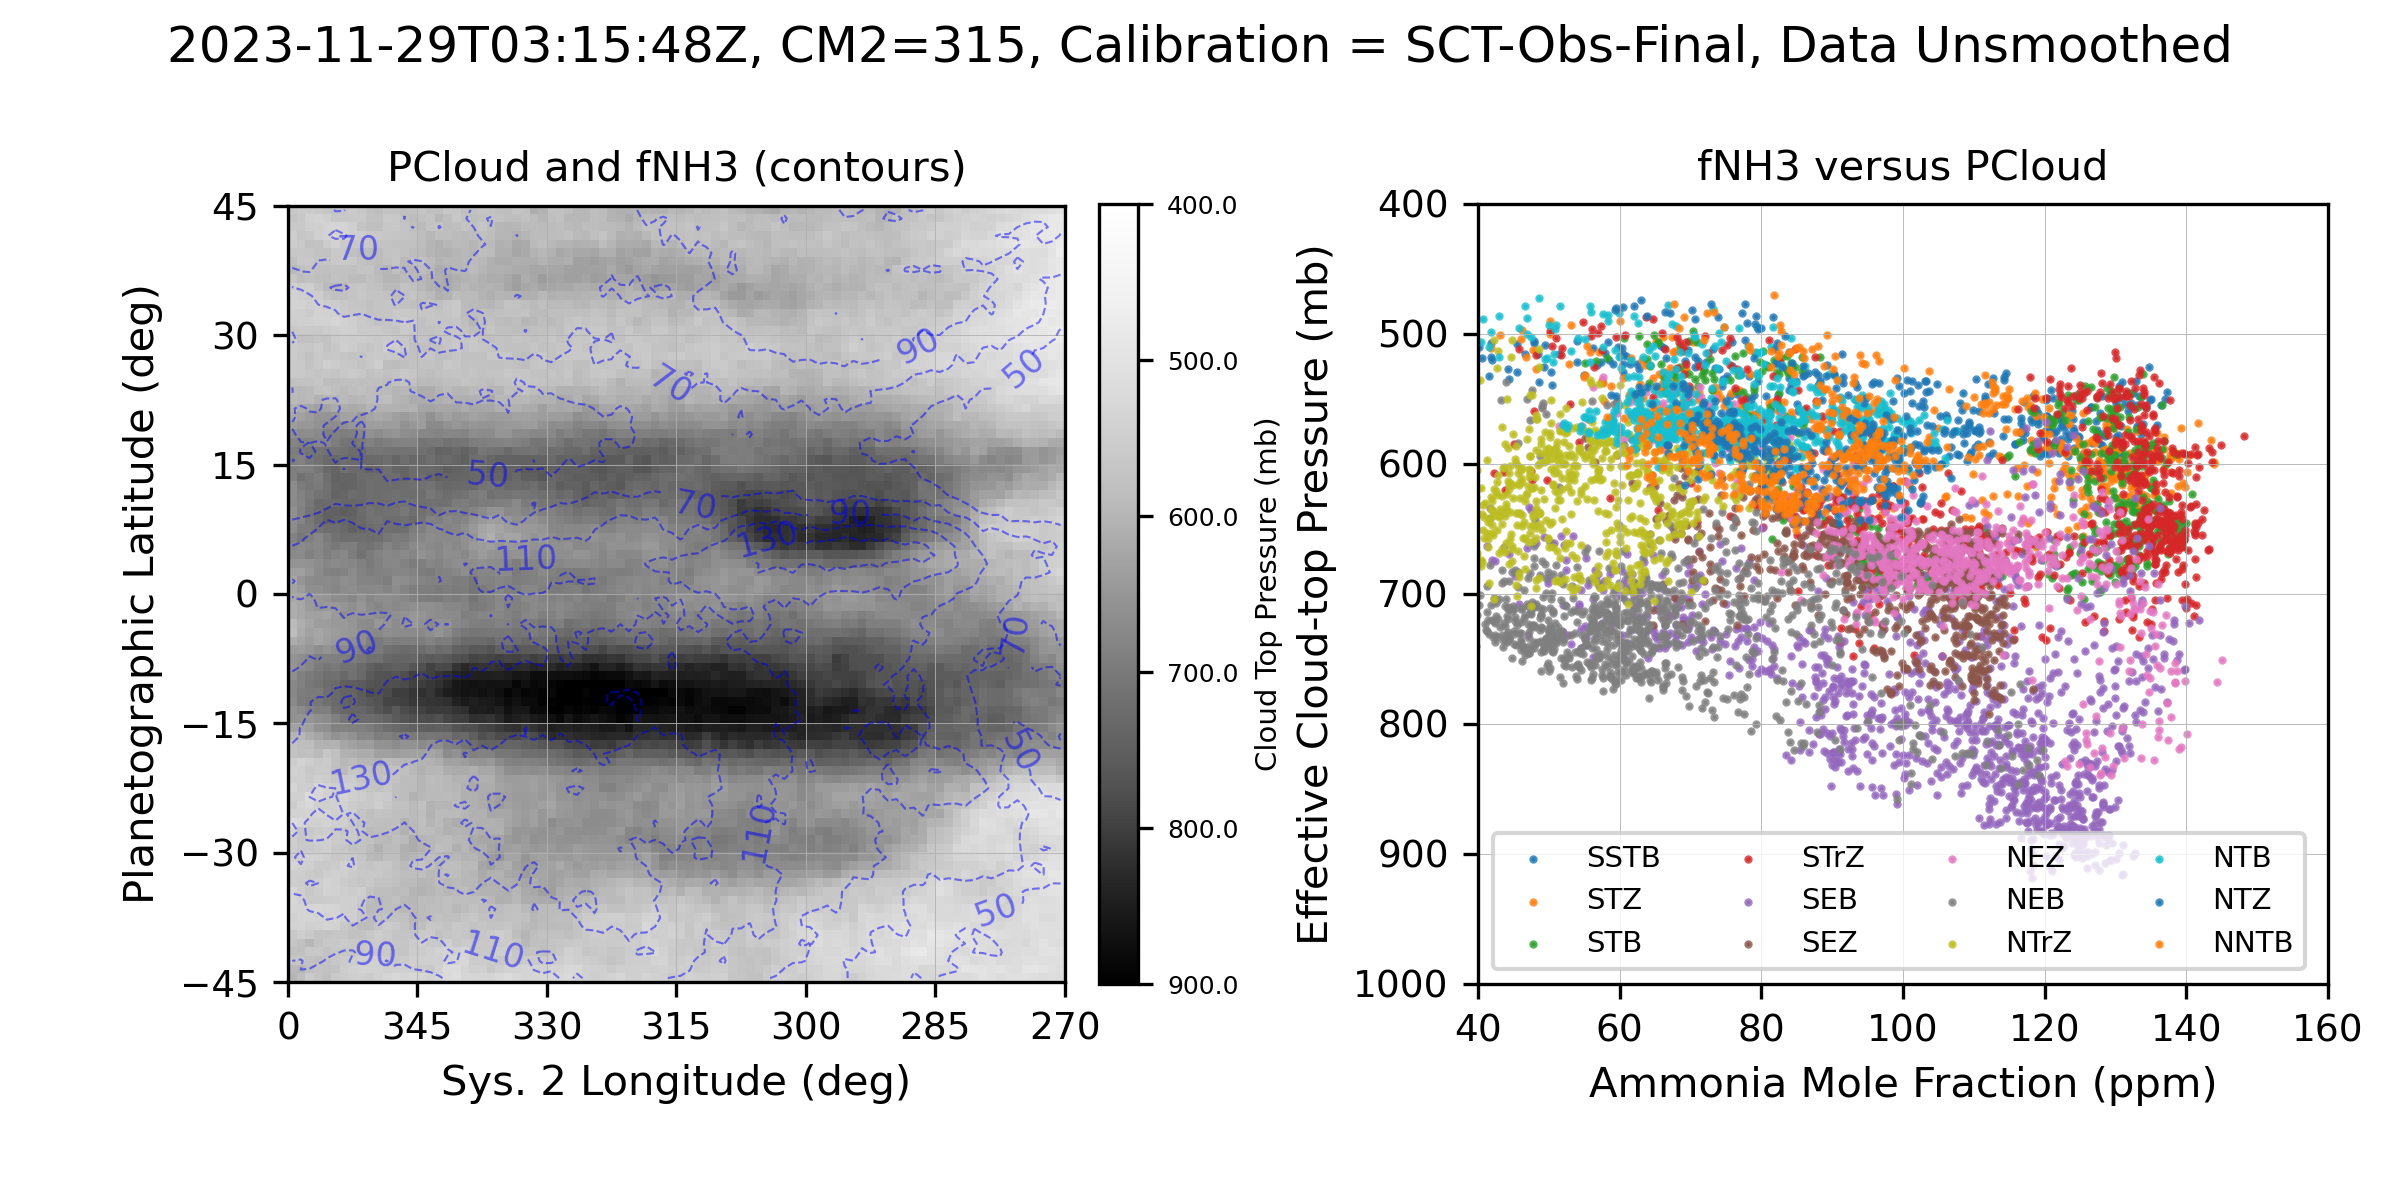 2023-11-29T03:15:48Z, CM2=315, Calibration = SCT-Obs-Final, Data Unsmoothed
PCloud and fNH3 (contours)
45
30
15
0
−15
−30
−45
Planetographic Latitude (deg)
0 345 330 315 300 285 270
Sys. 2 Longitude (deg)
70
90
50
70
50
70
90
130
110
90
70
50
130
110
50
90
110
400.0
500.0
600.0
700.0
800.0
900.0
Cloud Top Pressure (mb)
fNH3 versus PCloud
400
500
600
700
800
900
1000
Effective Cloud-top Pressure (mb)
SSTB STrZ NEZ NTB
STZ SEB NEB NTZ
STB SEZ NTrZ NNTB
40 60 80 100 120 140 160
Ammonia Mole Fraction (ppm)